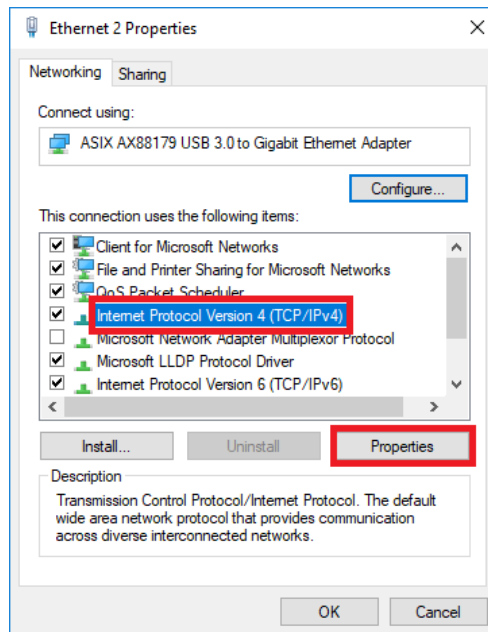 Ethernet 2 Properties
Networking
Sharing
Connect using:
ASIX AX88179 USB 3.0 to Gigabit Ethernet Adapter
Configure...
This connection uses the following items:
Client for Microsoft Networks
File and Printer Sharing for Microsoft Networks
QoS Packet Scheduler
Internet Protocol Version 4 (TCP/IPv4)
Microsoft Network Adapter Multiplexor Protocol
Microsoft LLDP Protocol Driver
Internet Protocol Version 6 (TCP/IPv6)
Install...
Uninstall
Properties
Description
Transmission Control Protocol/Internet Protocol. The default
wide area network protocol that provides communication
across diverse interconnected networks.
OK
Cancel